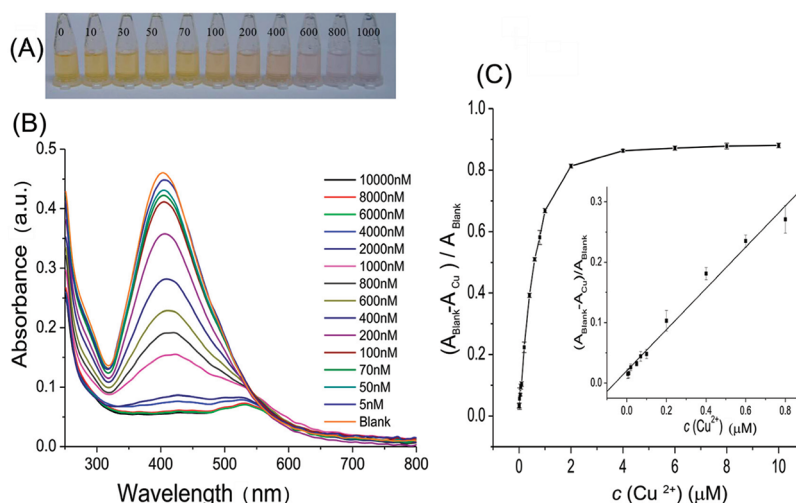 (A)
0 10 30 50 70 100 200 400 600 800 1000
(B)
0.5
0.4
0.3
0.2
0.1
0.0
Absorbance (a.u.)
300 400 500 600 700 800
Wavelength (nm)
10000nM
8000nM
6000nM
4000nM
2000nM
1000nM
800nM
600nM
400nM
200nM
100nM
70nM
50nM
5nM
Blank
(C)
1.0
0.8
0.6
0.4
0.2
0.0
(A Blank-A Cu) / A Blank
0 2 4 6 8 10
c (Cu 2+) (μM)
0.3
0.2
0.1
0.0
(ABlank-ACu)/ABlank
0.0 0.2 0.4 0.6 0.8
c (Cu2+) (μM)